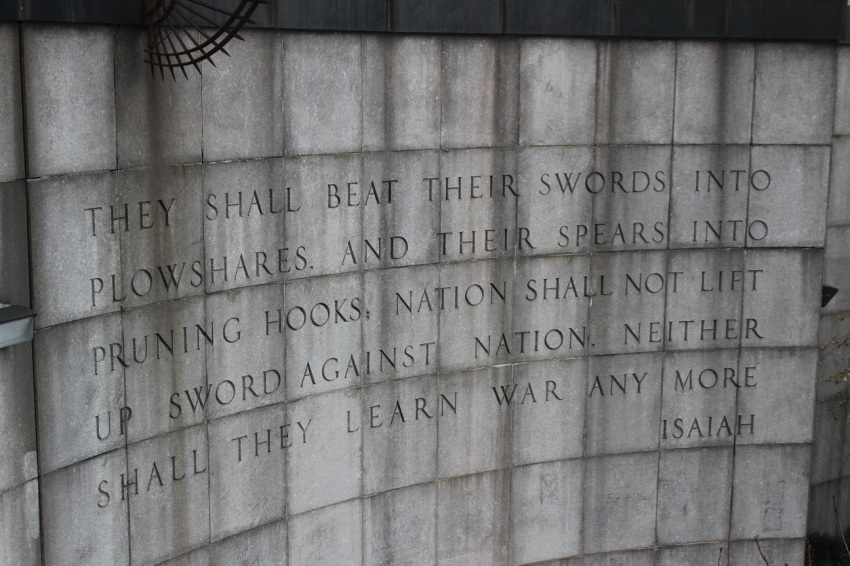 THEY SHALL BEAT THEIR SWORDS INTO
PLOWSHARES. AND THEIR SPEARS INTO
PRUNING HOOKS; NATION SHALL NOT LIFT
UP SWORD AGAINST NATION. NEITHER
SHALL THEY LEARN WAR ANY MORE
ISAIAH